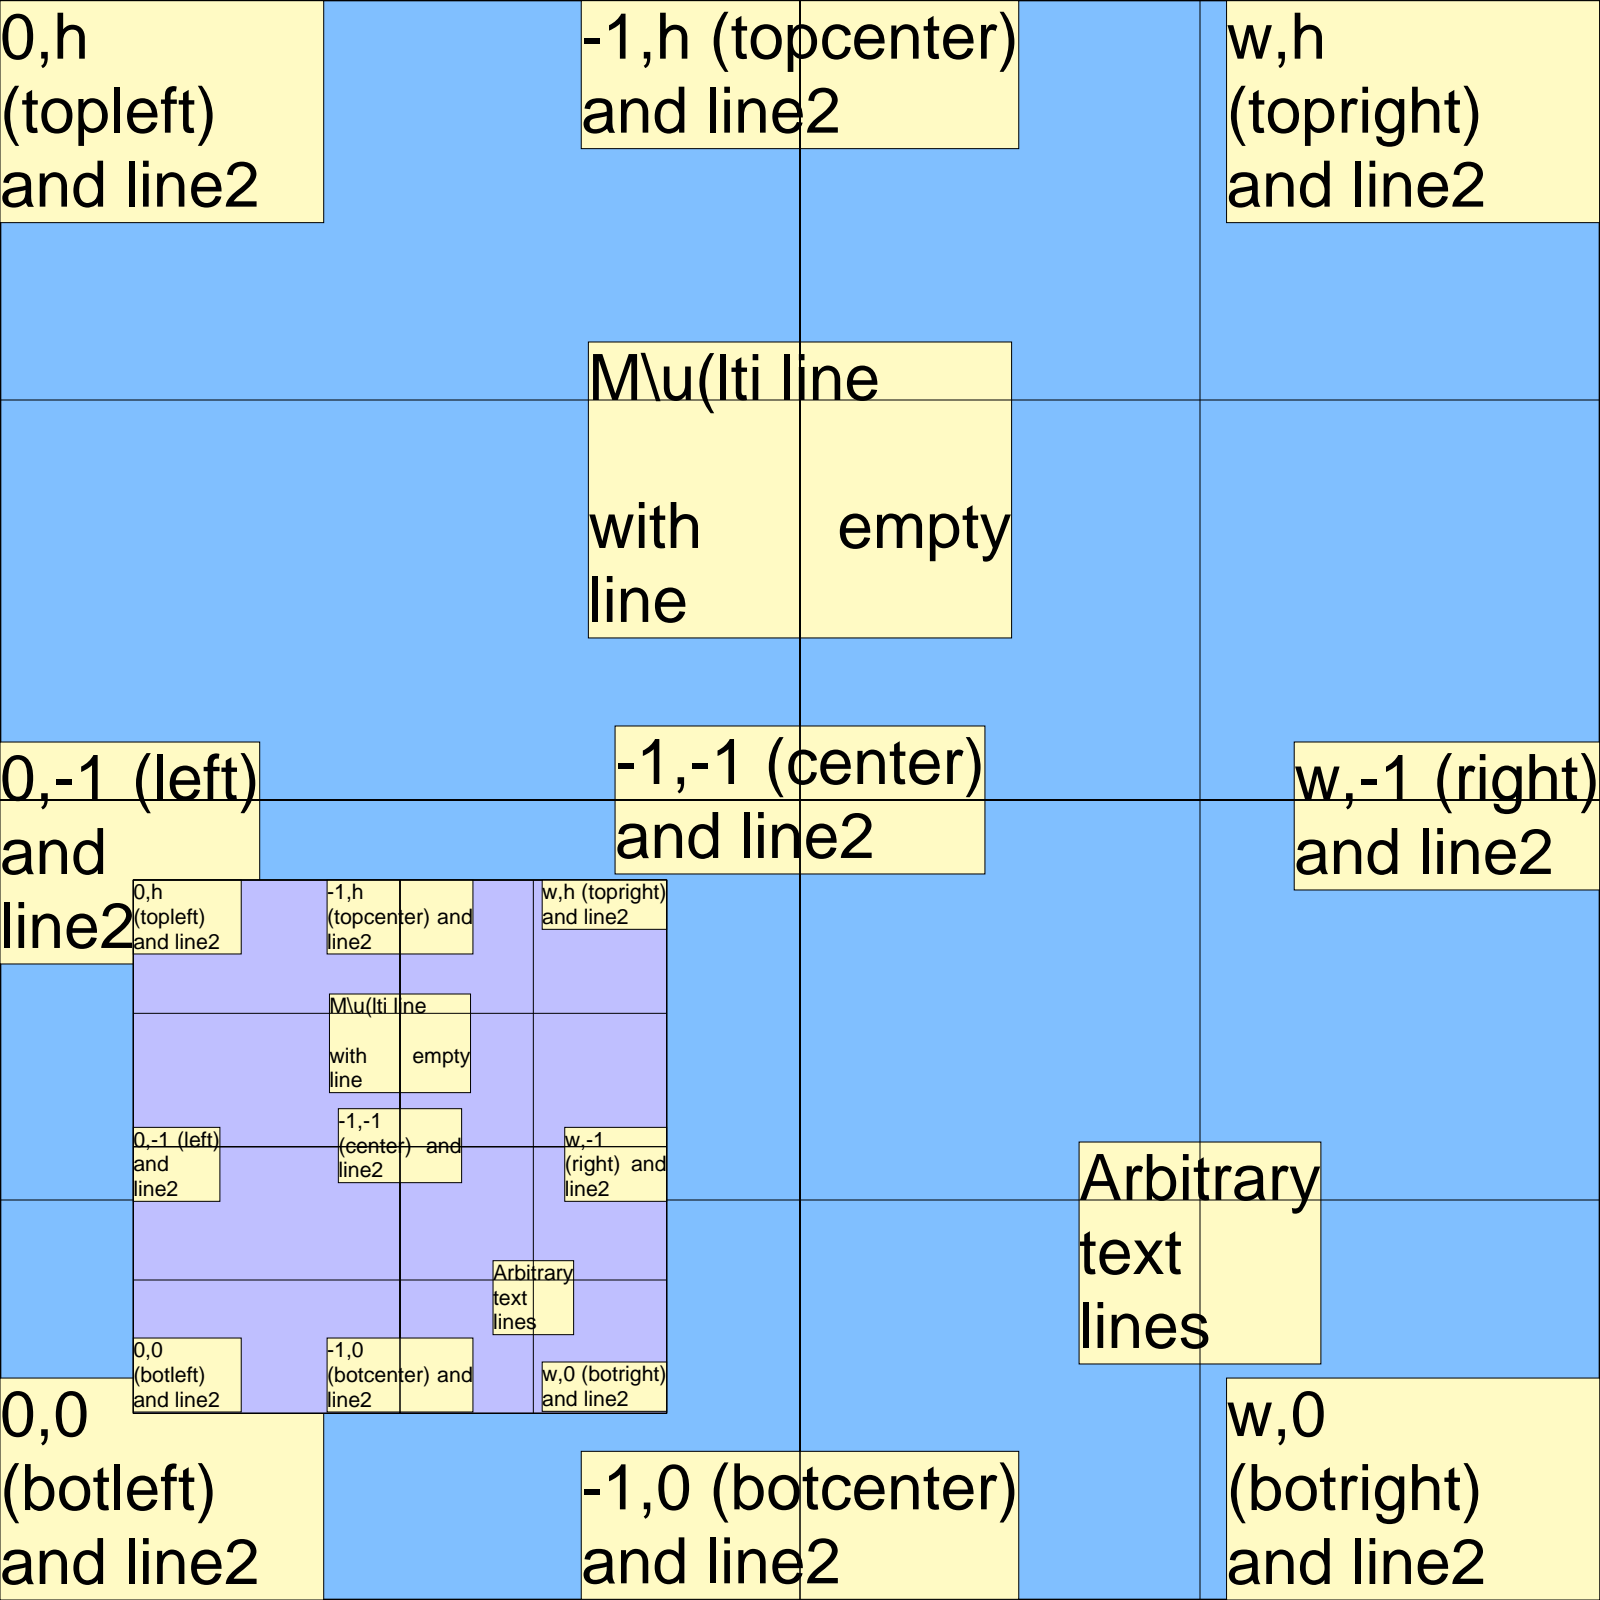 0,h
(topleft)
and line2
-1,h (topcenter)
and line2
w,h
(topright)
and line2
M\u(lti line
with empty
line
0,-1 (left)
and
line2
-1,-1 (center)
and line2
w,-1 (right)
and line2
0,h
(topleft)
and line2
-1,h
(topcenter) and
line2
w,h (topright)
and line2
M\u(lti line
with empty
line
0,-1 (left)
and
line2
-1,-1
(center) and
line2
w,-1
(right) and
line2
Arbitrary
text
lines
0,0
(botleft)
and line2
-1,0
(botcenter) and
line2
w,0 (botright)
and line2
Arbitrary
text
lines
0,0
(botleft)
and line2
-1,0 (botcenter)
and line2
w,0
(botright)
and line2